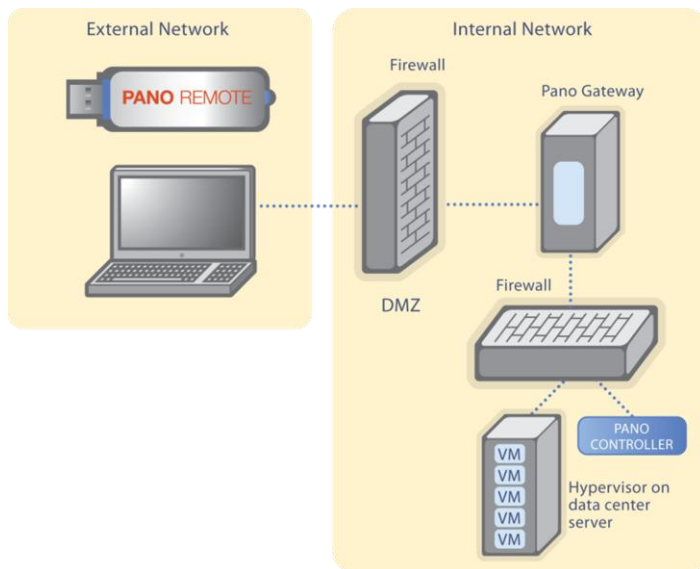 External Network
PANO REMOTE
Internal Network
Firewall
Pano Gateway
DMZ
Firewall
PANO
CONTROLLER
VM
VM
VM
VM
VM
Hypervisor on
data center
server